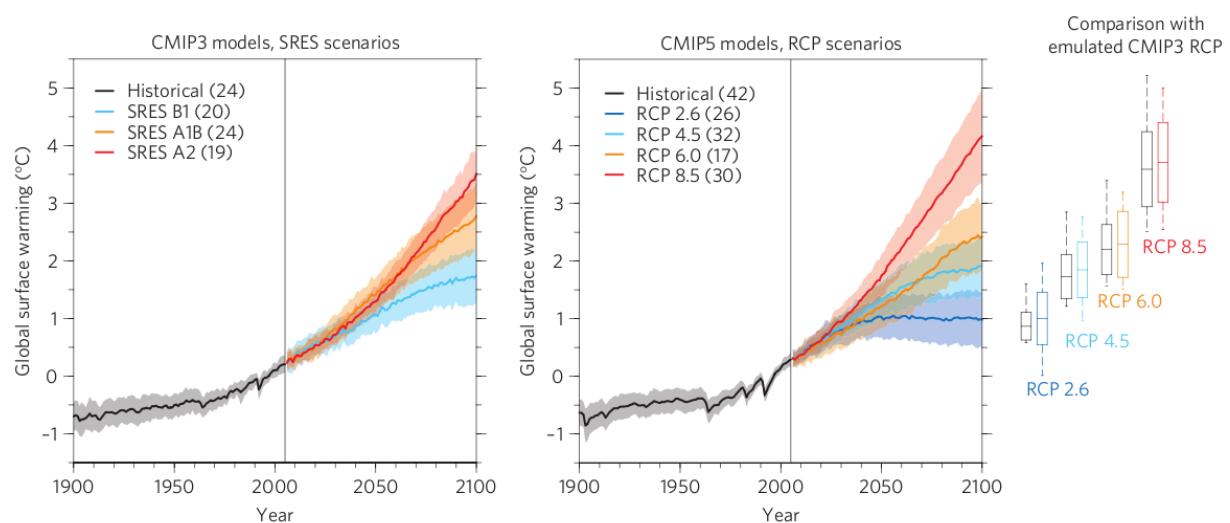 CMIP3 models, SRES scenarios
Global surface warming (°C)
5
4
3
2
1
0
-1
Historical (24)
SRES B1 (20)
SRES A1B (24)
SRES A2 (19)
1900
1950
2000
2050
2100
Year
CMIP5 models, RCP scenarios
Global surface warming (°C)
5
4
3
2
1
0
-1
Historical (42)
RCP 2.6 (26)
RCP 4.5 (32)
RCP 6.0 (17)
RCP 8.5 (30)
1900
1950
2000
2050
2100
Year
Comparison with
emulated CMIP3 RCP
RCP 8.5
RCP 6.0
RCP 4.5
RCP 2.6